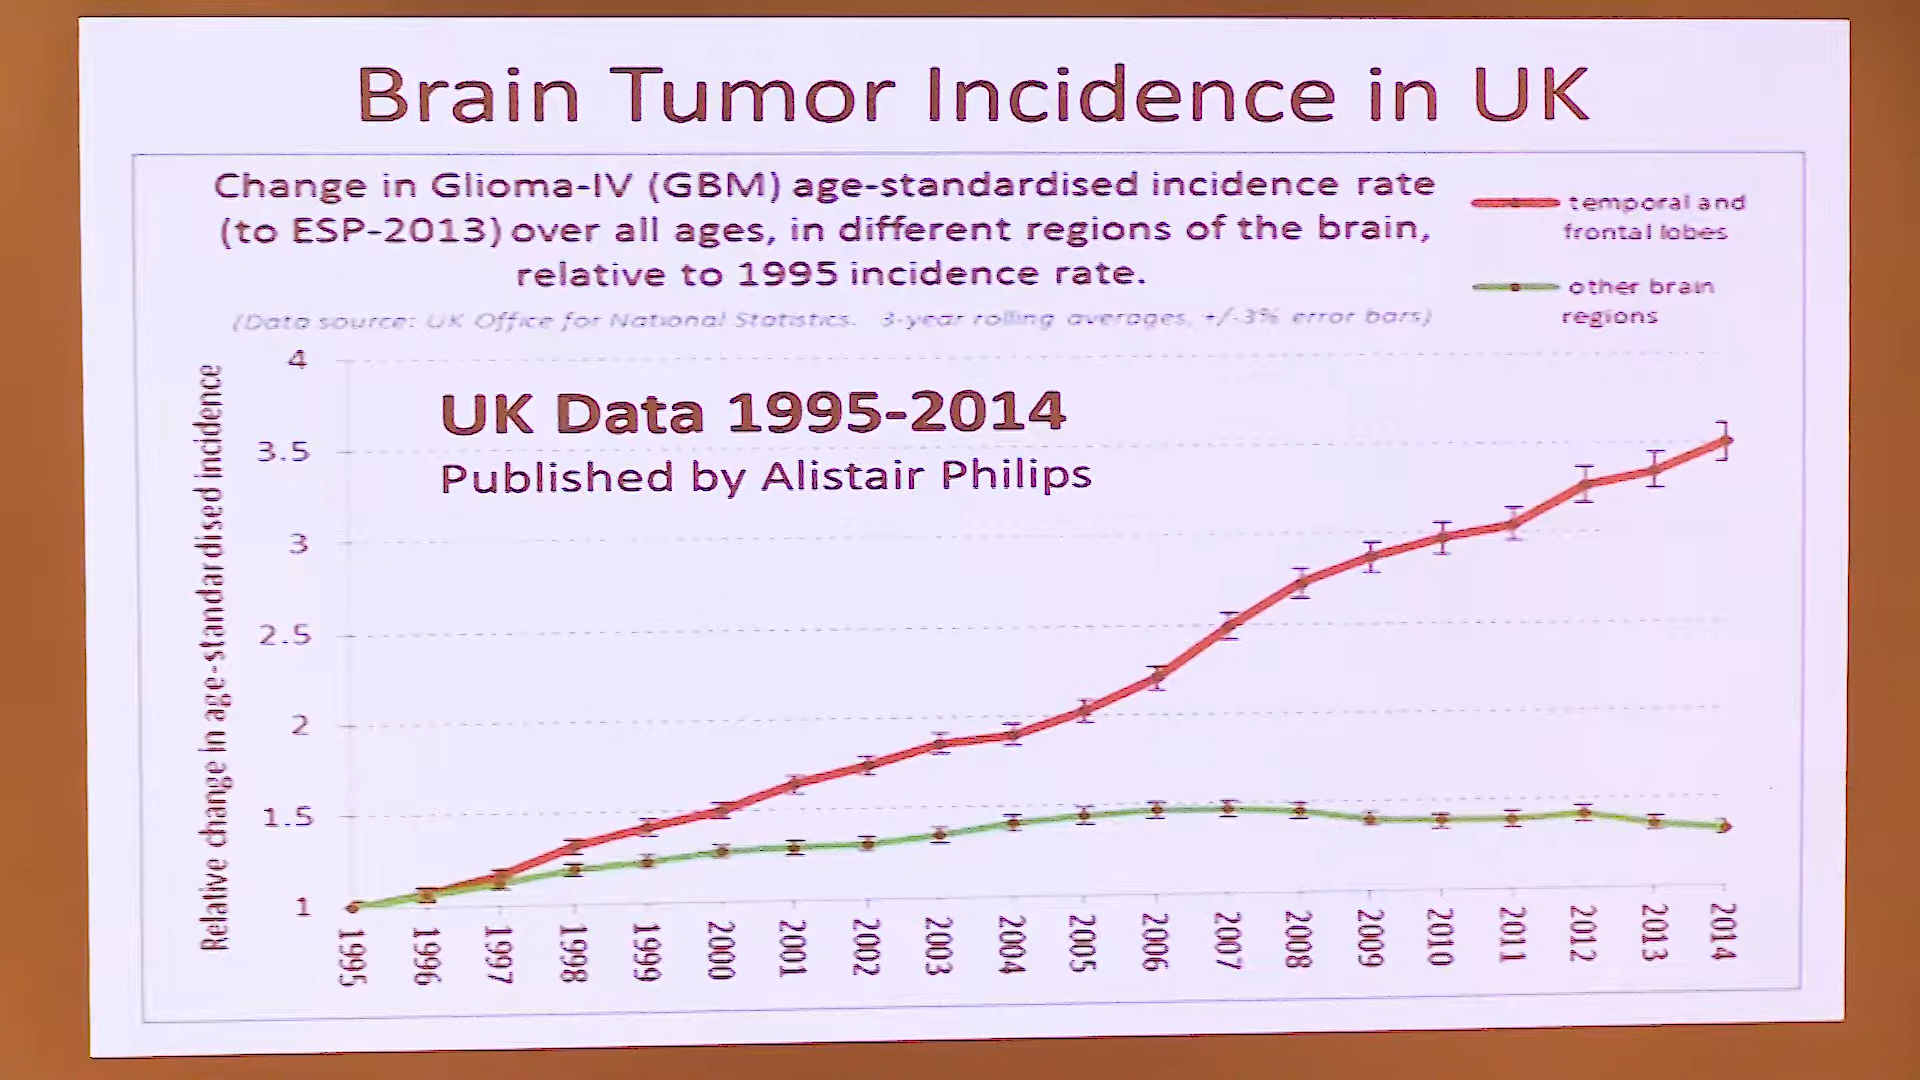 Brain Tumor Incidence in UK
Change in Glioma-IV (GBM) age-standardised incidence rate
(to ESP-2013) over all ages, in different regions of the brain,
relative to 1995 incidence rate.
(Data source: UK Office for National Statistics. 3-year rolling averages, +/-3% error bars)
temporal and
frontal lobes
other brain
regions
UK Data 1995-2014
Published by Alistair Philips
Relative change in age-standardised incidence
4
3.5
3
2.5
2
1.5
1
1995
1996
1997
1998
1999
2000
2001
2002
2003
2004
2005
2006
2007
2008
2009
2010
2011
2012
2013
2014